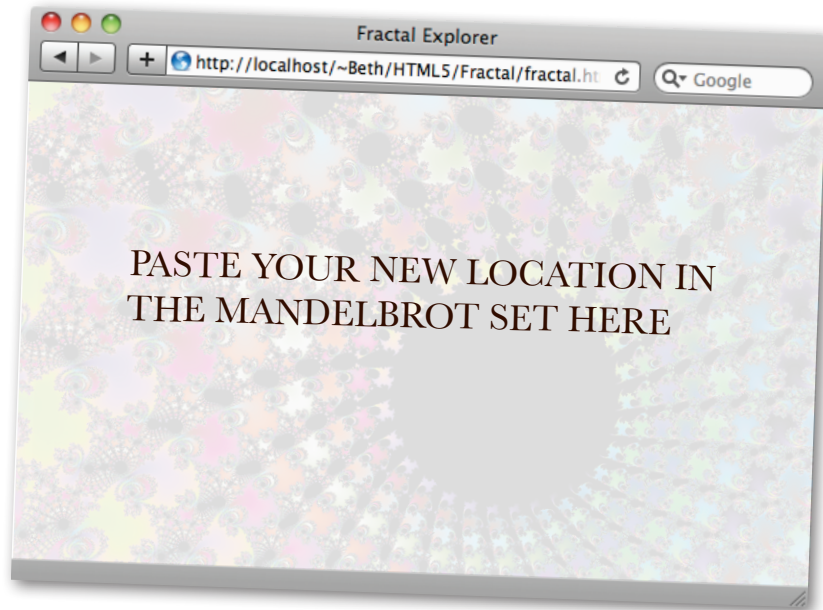 Fractal Explorer
http://localhost/~Beth/HTML5/Fractal/fractal.ht
Google
PASTE YOUR NEW LOCATION IN
THE MANDELBROT SET HERE